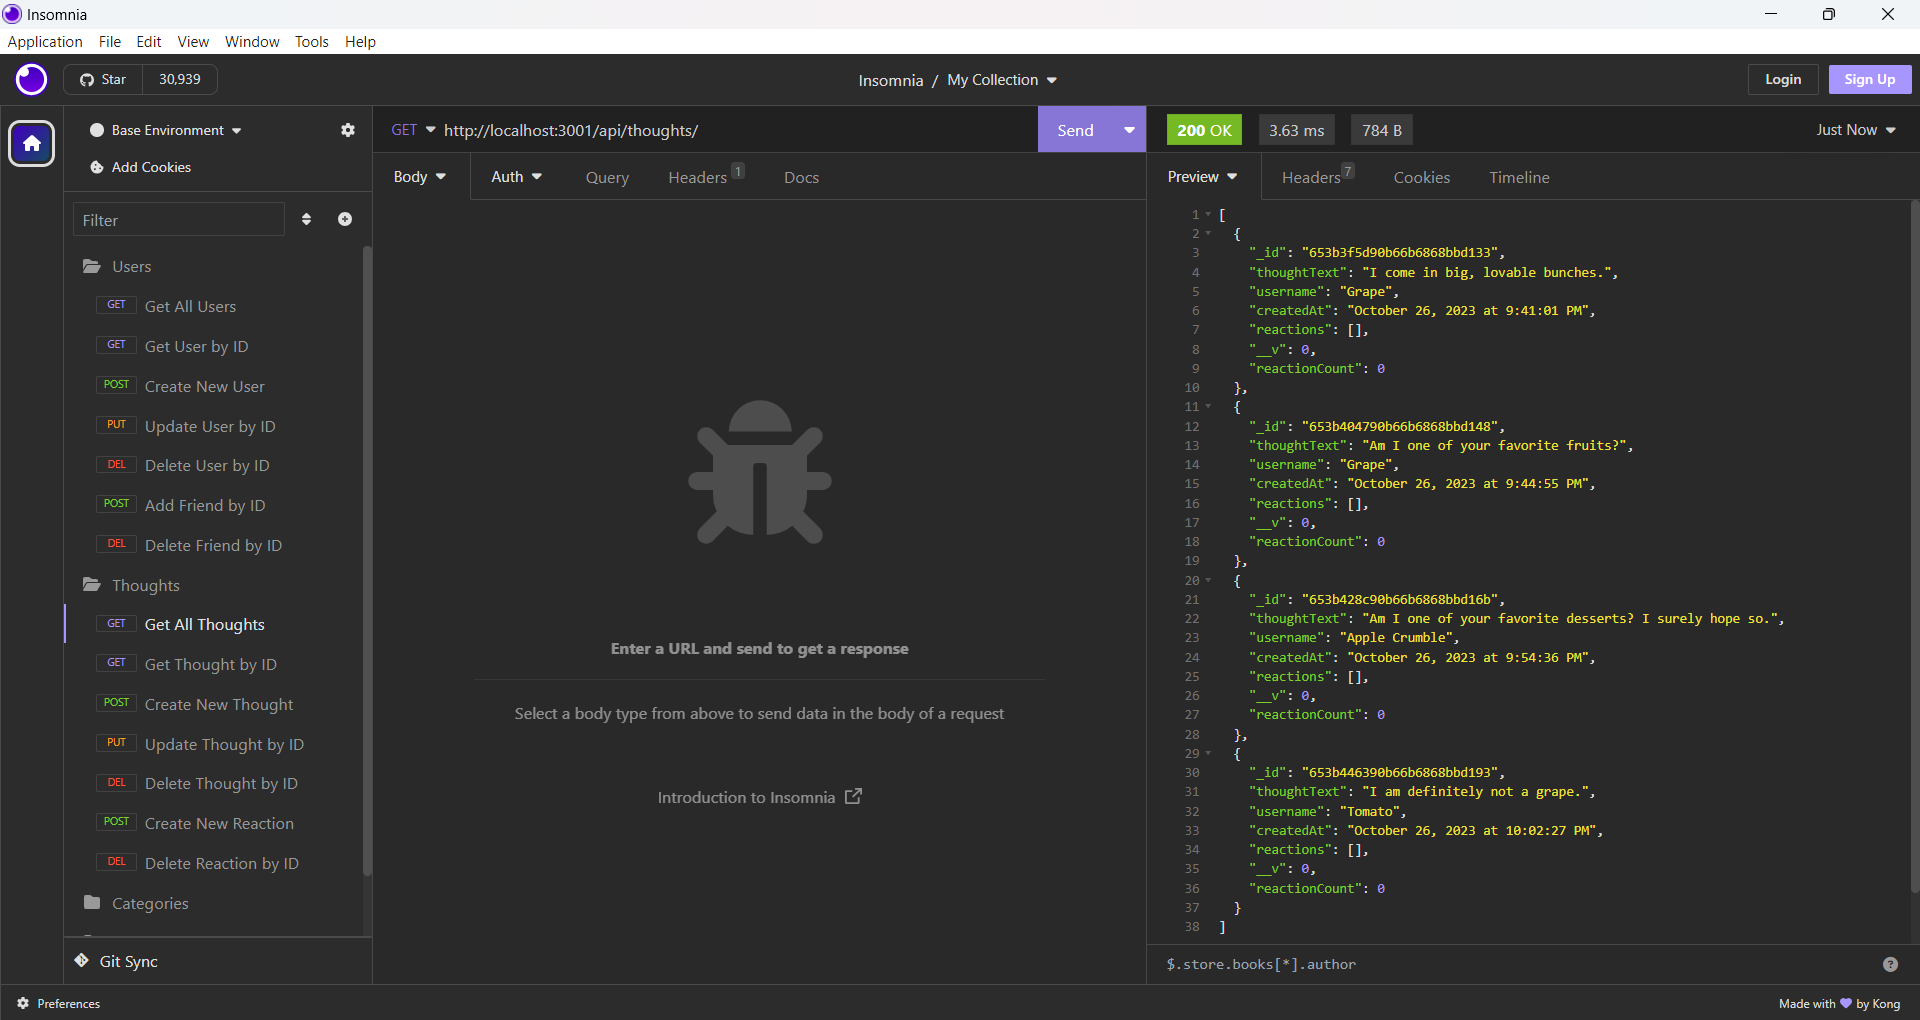 Insomnia
Application File Edit View Window Tools Help
Star 30,939
Insomnia / My Collection
Login Sign Up
Base Environment
Add Cookies
Filter
Users
GET Get All Users
GET Get User by ID
POST Create New User
PUT Update User by ID
DEL Delete User by ID
POST Add Friend by ID
DEL Delete Friend by ID
Thoughts
GET Get All Thoughts
GET Get Thought by ID
POST Create New Thought
PUT Update Thought by ID
DEL Delete Thought by ID
POST Create New Reaction
DEL Delete Reaction by ID
Categories
Git Sync
GET http://localhost:3001/api/thoughts/ Send
Body Auth Query Headers 1 Docs
Enter a URL and send to get a response
Select a body type from above to send data in the body of a request
Introduction to Insomnia
200 OK 3.63 ms 784 B Just Now
Preview Headers 7 Cookies Timeline
1 [
2 {
3 "_id": "653b3f5d90b66b6868bbd133",
4 "thoughtText": "I come in big, lovable bunches.",
5 "username": "Grape",
6 "createdAt": "October 26, 2023 at 9:41:01 PM",
7 "reactions": [],
8 "__v": 0,
9 "reactionCount": 0
10 },
11 {
12 "_id": "653b404790b66b6868bbd148",
13 "thoughtText": "Am I one of your favorite fruits?",
14 "username": "Grape",
15 "createdAt": "October 26, 2023 at 9:44:55 PM",
16 "reactions": [],
17 "__v": 0,
18 "reactionCount": 0
19 },
20 {
21 "_id": "653b428c90b66b6868bbd16b",
22 "thoughtText": "Am I one of your favorite desserts? I surely hope so.",
23 "username": "Apple Crumble",
24 "createdAt": "October 26, 2023 at 9:54:36 PM",
25 "reactions": [],
26 "__v": 0,
27 "reactionCount": 0
28 },
29 {
30 "_id": "653b446390b66b6868bbd193",
31 "thoughtText": "I am definitely not a grape.",
32 "username": "Tomato",
33 "createdAt": "October 26, 2023 at 10:02:27 PM",
34 "reactions": [],
35 "__v": 0,
36 "reactionCount": 0
37 }
38 ]
$.store.books[*].author
Preferences
Made with 💜 by Kong